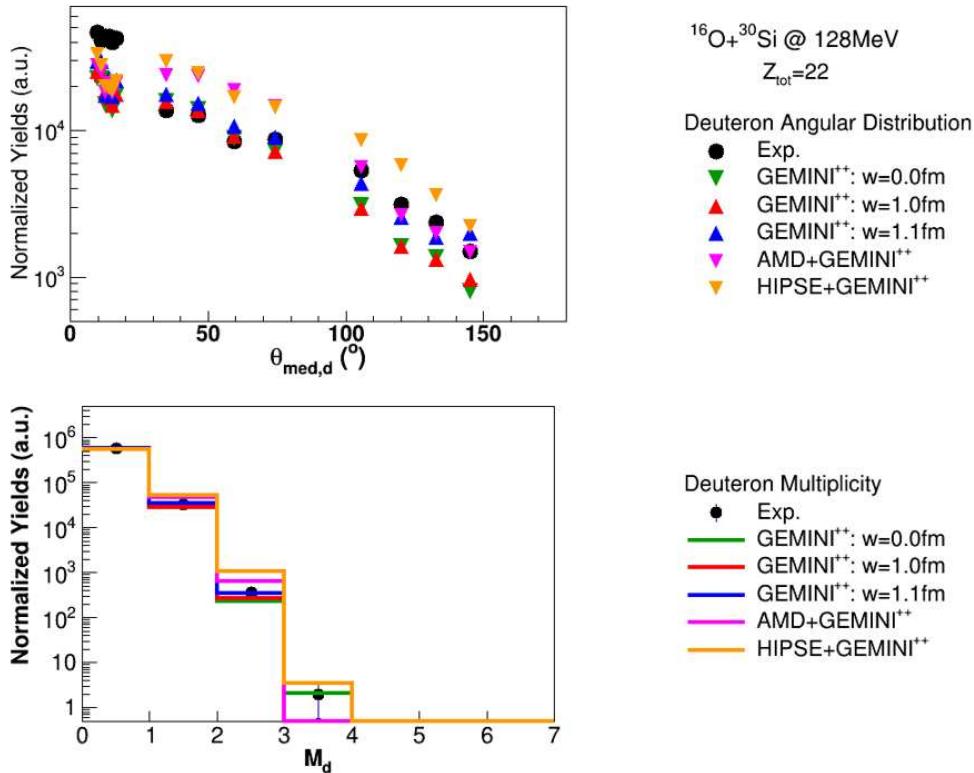 Normalized Yields (a.u.)
10⁴
10³
0 50 100 150
θmed,d (°)
¹⁶O+³⁰Si @ 128MeV
Ztot=22
Deuteron Angular Distribution
Exp.
GEMINI⁺⁺: w=0.0fm
GEMINI⁺⁺: w=1.0fm
GEMINI⁺⁺: w=1.1fm
AMD+GEMINI⁺⁺
HIPSE+GEMINI⁺⁺
Normalized Yields (a.u.)
10⁶
10⁵
10⁴
10³
10²
10
1
0 1 2 3 4 5 6 7
Md
Deuteron Multiplicity
Exp.
GEMINI⁺⁺: w=0.0fm
GEMINI⁺⁺: w=1.0fm
GEMINI⁺⁺: w=1.1fm
AMD+GEMINI⁺⁺
HIPSE+GEMINI⁺⁺